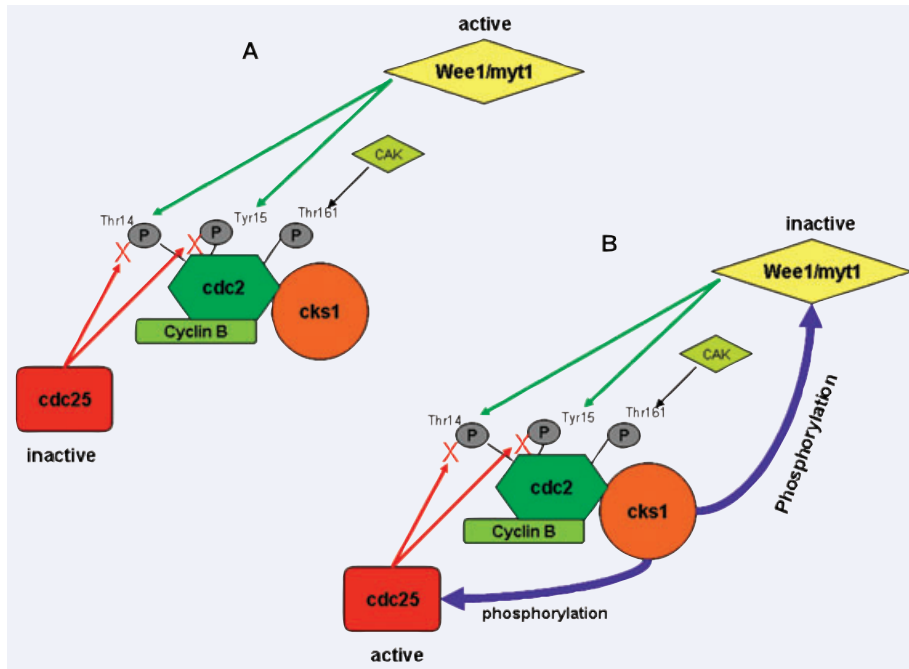 A
active
Wee1/myt1
CAK
Thr14
P
P
Tyr15
Thr161
P
X
X
cdc2
cks1
Cyclin B
cdc25
inactive
B
inactive
Wee1/myt1
CAK
Thr14
P
P
Tyr15
Thr161
P
X
X
cdc2
cks1
Cyclin B
Phosphorylation
cdc25
phosphorylation
active